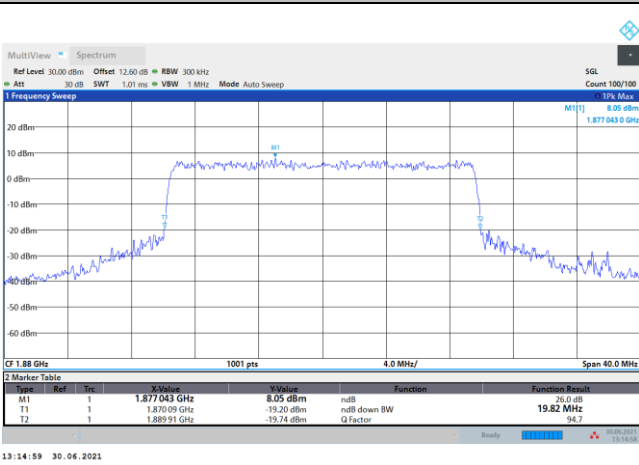 MultiView Spectrum
Ref Level 30.00 dBm Offset 12.60 dB RBW 300 kHz SGL
Att 30 dB SWT 1.01 ms VBW 1 MHz Mode Auto Sweep Count 100/100
1 Frequency Sweep 1Pk Max
M1[1] 8.05 dBm
1.877 043 0 GHz
20 dBm
M1
10 dBm
0 dBm
-10 dBm
T1 T2
-20 dBm
-30 dBm
-40 dBm
-50 dBm
-60 dBm
CF 1.88 GHz 1001 pts 4.0 MHz/ Span 40.0 MHz
2 Marker Table
Type Ref Trc X-Value Y-Value Function Function Result
M1 1 1.877043 GHz 8.05 dBm ndB 26.0 dB
T1 1 1.870 09 GHz -19.20 dBm ndB down BW 19.82 MHz
T2 1 1.889 91 GHz -19.74 dBm Q Factor 94.7
Ready 30.06.2021
13:14:58
13:14:59 30.06.2021